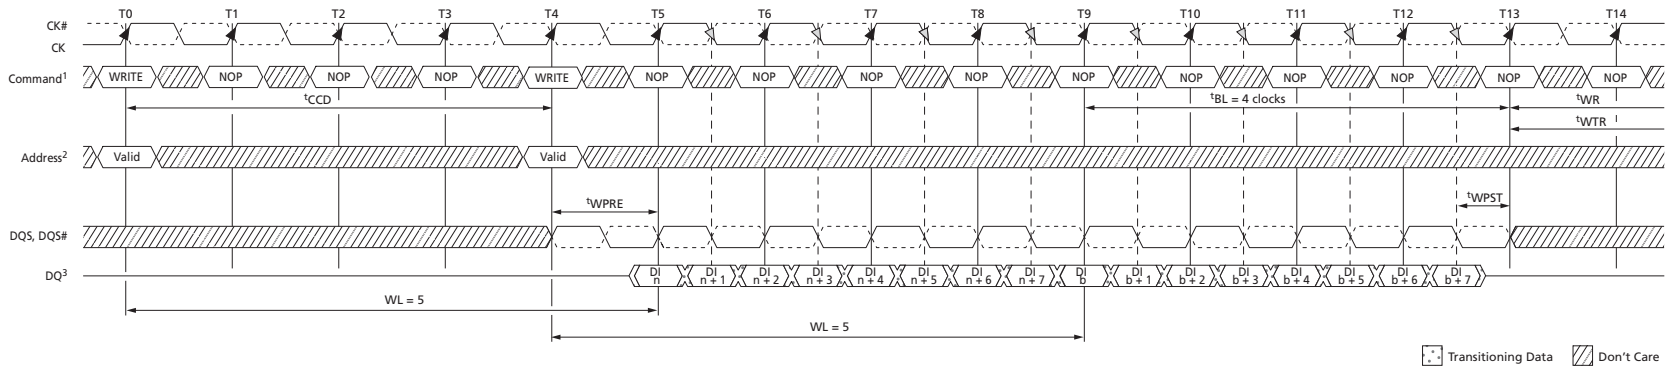 T0 T1 T2 T3 T4 T5 T6 T7 T8 T9 T10 T11 T12 T13 T14
CK#
CK
Command1 WRITE NOP NOP NOP WRITE NOP NOP NOP NOP NOP NOP NOP NOP NOP NOP
tCCD tBL = 4 clocks tWR
tWTR
Address2 Valid Valid
tWPRE tWPST
DQS, DQS#
DQ3 DI n DI n + 1 DI n + 2 DI n + 3 DI n + 4 DI n + 5 DI n + 6 DI n + 7 DI b DI b + 1 DI b + 2 DI b + 3 DI b + 4 DI b + 5 DI b + 6 DI b + 7
WL = 5
WL = 5
Transitioning Data Don't Care